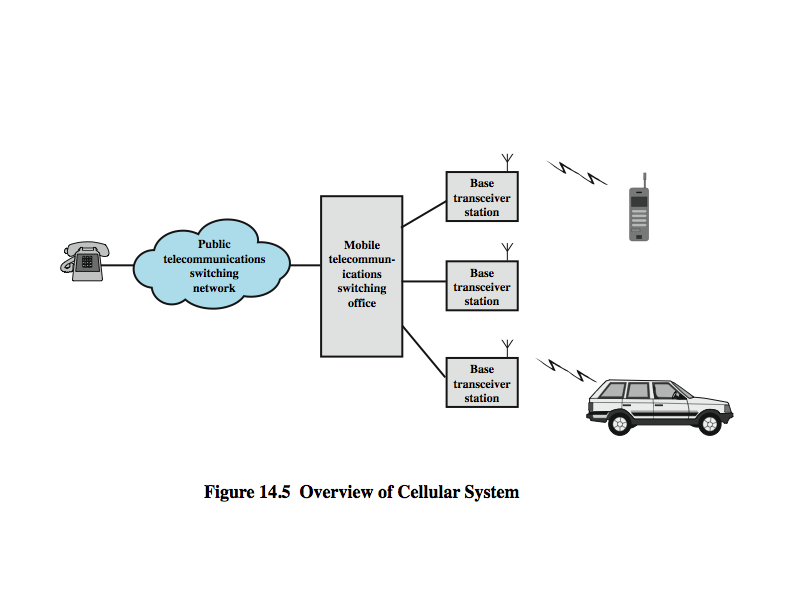 Public
telecommunications
switching
network
Mobile
telecommun-
ications
switching
office
Base
transceiver
station
Base
transceiver
station
Base
transceiver
station
Figure 14.5  Overview of Cellular System